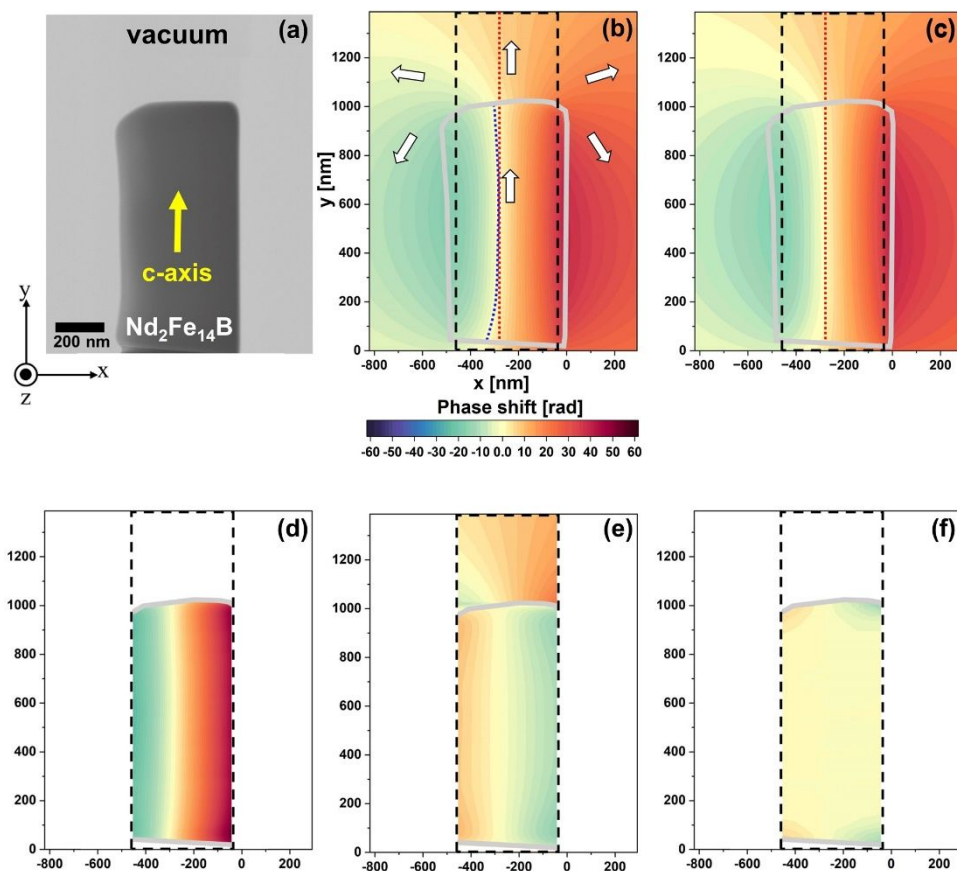 vacuum
(a)
c-axis
Nd₂Fe₁₄B
200 nm
y
x
z
(b)
y [nm]
1200
1000
800
600
400
200
0
-800 -600 -400 -200 0 200
x [nm]
(c)
1200
1000
800
600
400
200
0
-800 -600 -400 -200 0 200
Phase shift [rad]
-60 -50 -40 -30 -20 -10 0.0 10 20 30 40 50 60
(d)
1200
1000
800
600
400
200
0
-800 -600 -400 -200 0 200
(e)
1200
1000
800
600
400
200
0
-800 -600 -400 -200 0 200
(f)
1200
1000
800
600
400
200
0
-800 -600 -400 -200 0 200